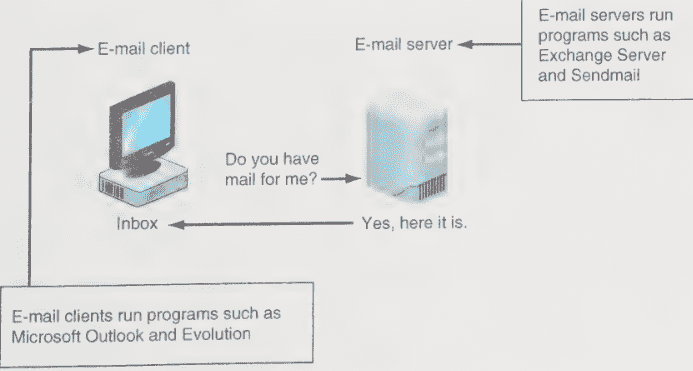 E-mail servers run
programs such as
Exchange Server
and Sendmail
E-mail client
E-mail server
Do you have
mail for me?
Inbox
Yes, here it is.
E-mail clients run programs such as
Microsoft Outlook and Evolution